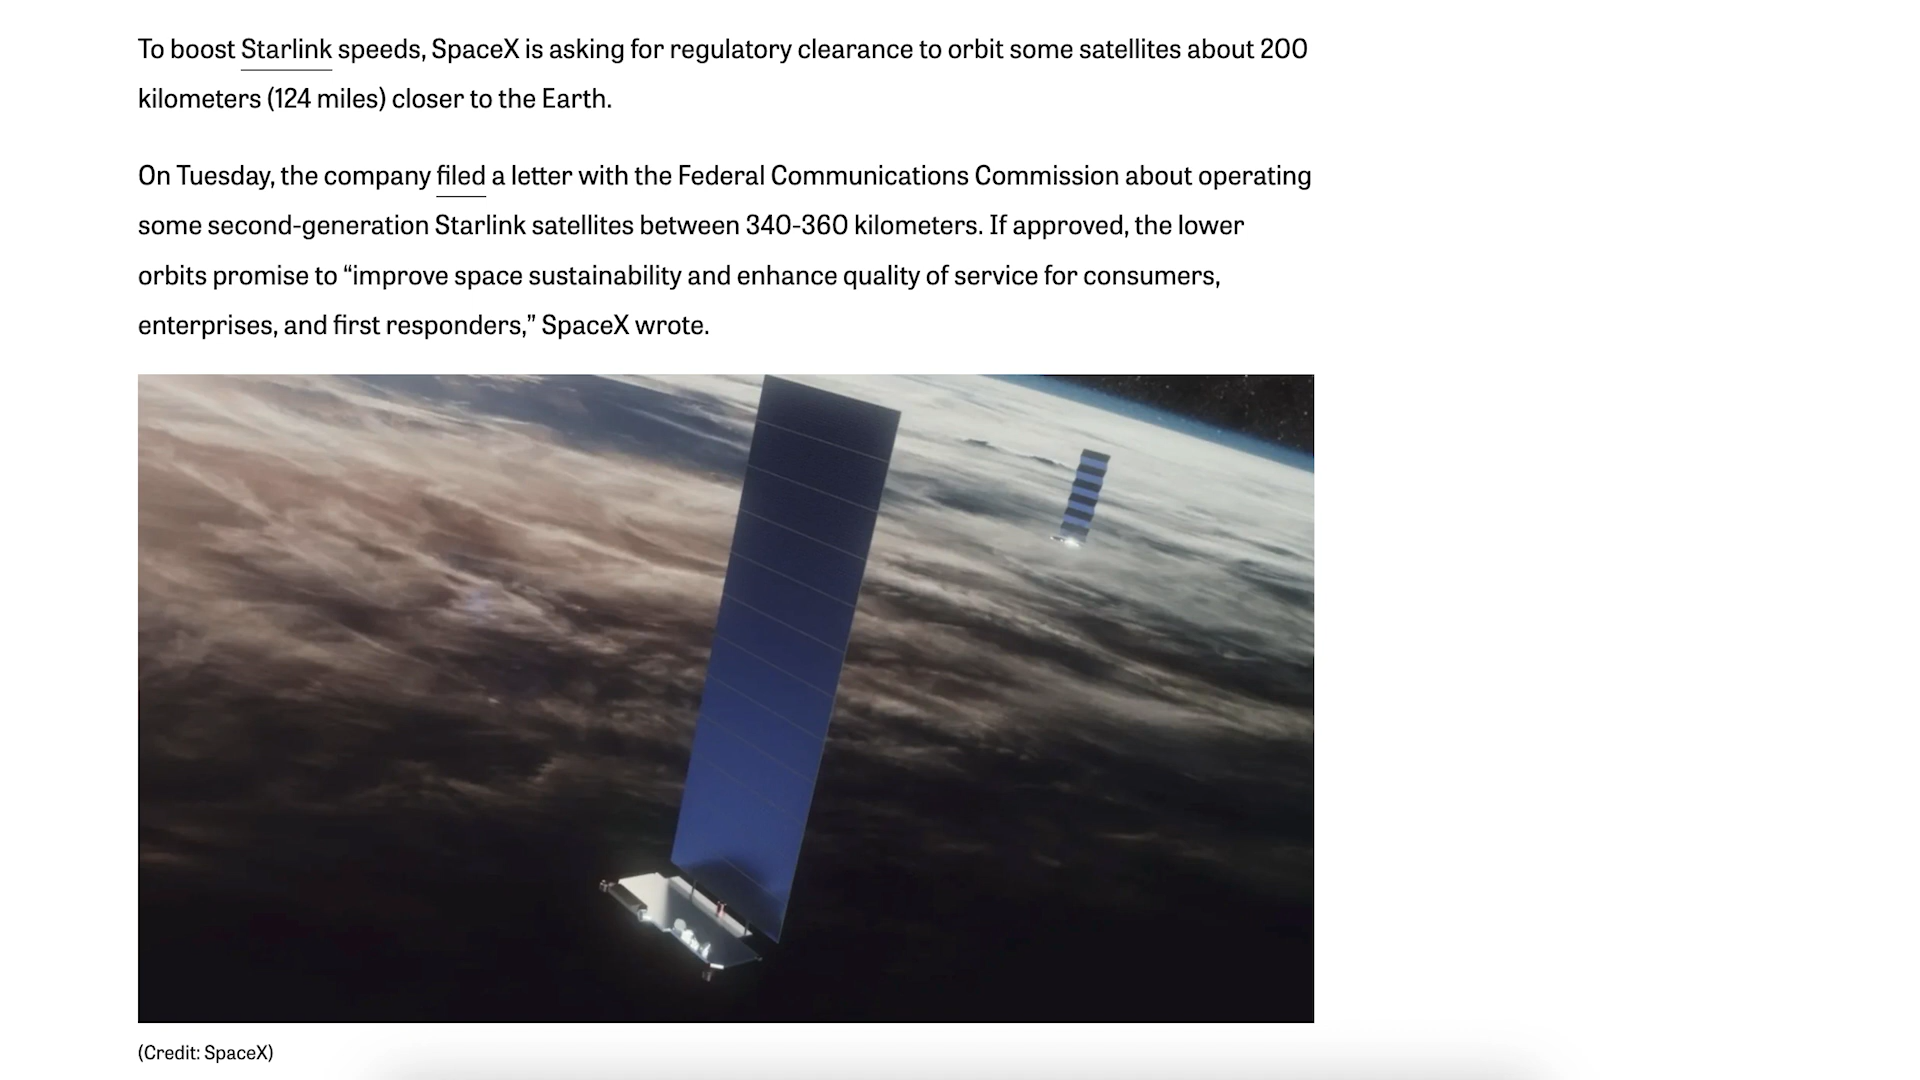 To boost Starlink speeds, SpaceX is asking for regulatory clearance to orbit some satellites about 200
kilometers (124 miles) closer to the Earth.
On Tuesday, the company filed a letter with the Federal Communications Commission about operating
some second-generation Starlink satellites between 340-360 kilometers. If approved, the lower
orbits promise to “improve space sustainability and enhance quality of service for consumers,
enterprises, and first responders,” SpaceX wrote.
(Credit: SpaceX)